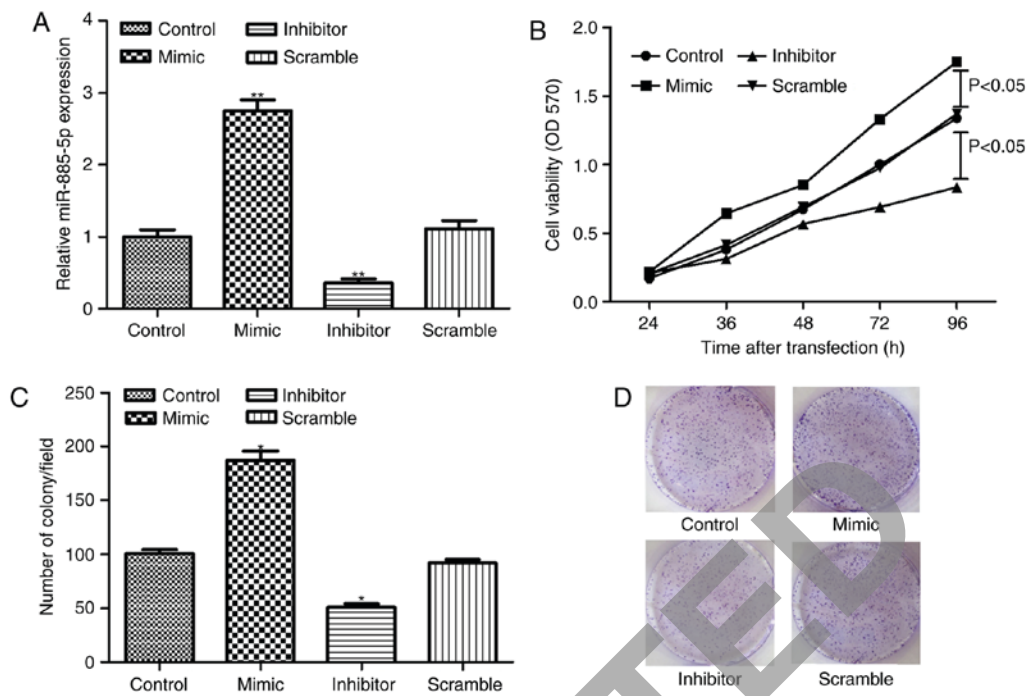 A
Control
Inhibitor
Mimic
Scramble
Relative miR-885-5p expression
4
3
2
1
0
**
**
Control Mimic Inhibitor Scramble
B
Control
Inhibitor
Mimic
Scramble
Cell viability (OD 570)
2.0
1.5
1.0
0.5
0.0
P<0.05
P<0.05
24 36 48 72 96
Time after transfection (h)
C
Control
Inhibitor
Mimic
Scramble
Number of colony/field
250
200
150
100
50
0
*
*
Control Mimic Inhibitor Scramble
D
Control
Mimic
Inhibitor
Scramble
TED